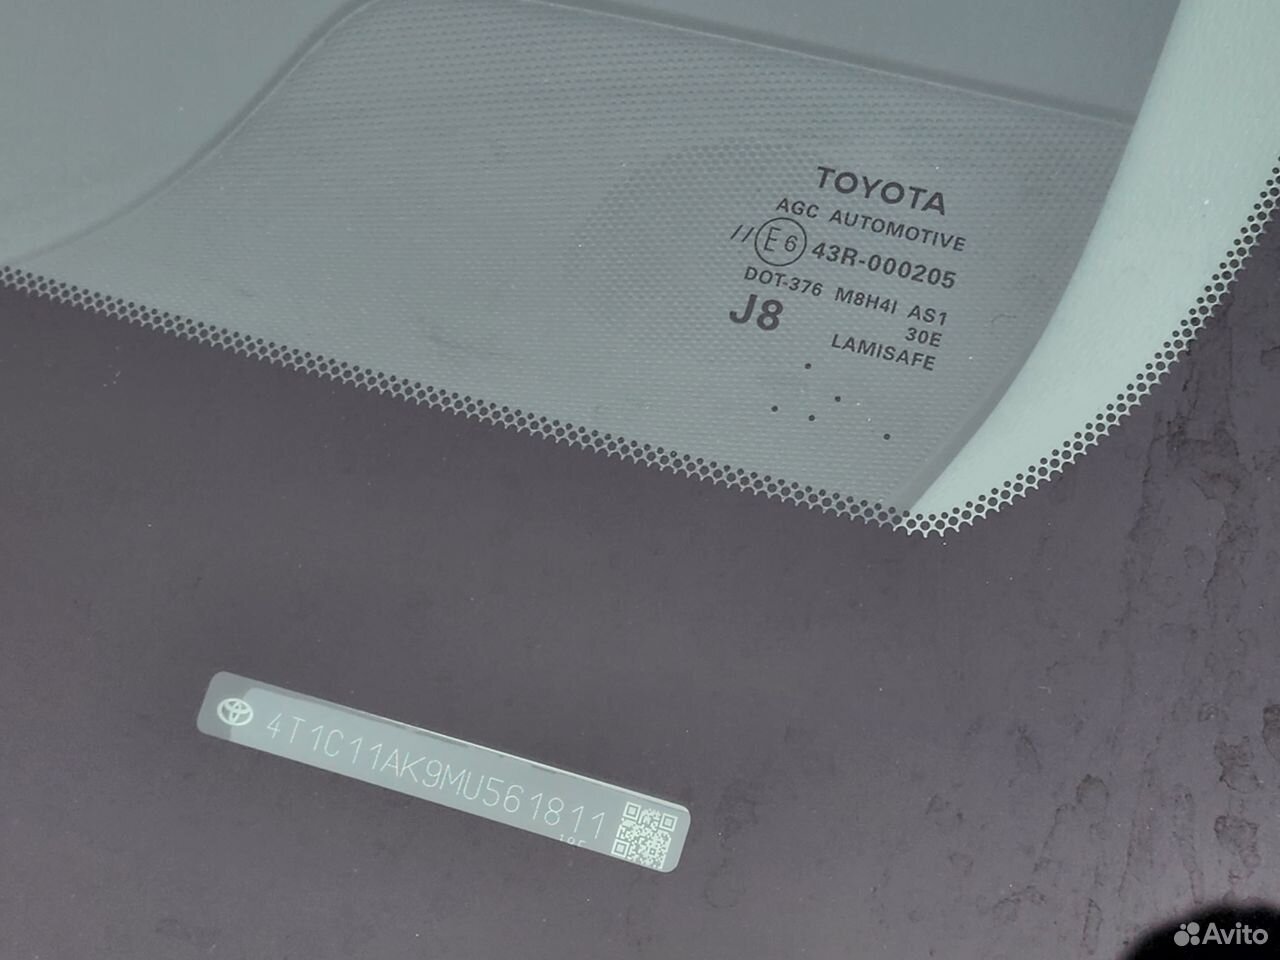 TOYOTA
AGC AUTOMOTIVE
// E6 43R-000205
DOT-376 M8H4I AS1
J8 30E
LAMISAFE
4T1C11AK9MU561811
Avito